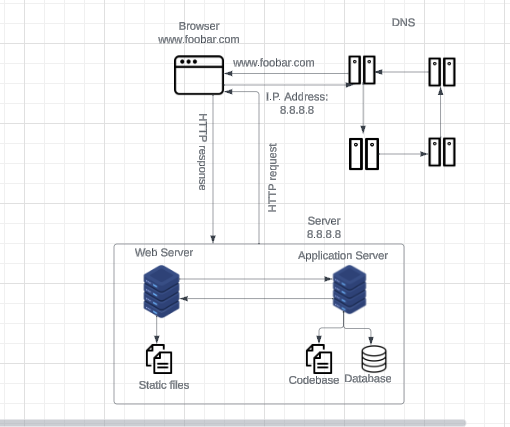 DNS
Browser
www.foobar.com
www.foobar.com
I.P. Address:
8.8.8.8
HTTP response
HTTP request
Server
8.8.8.8
Web Server
Application Server
Static files
Codebase
Database